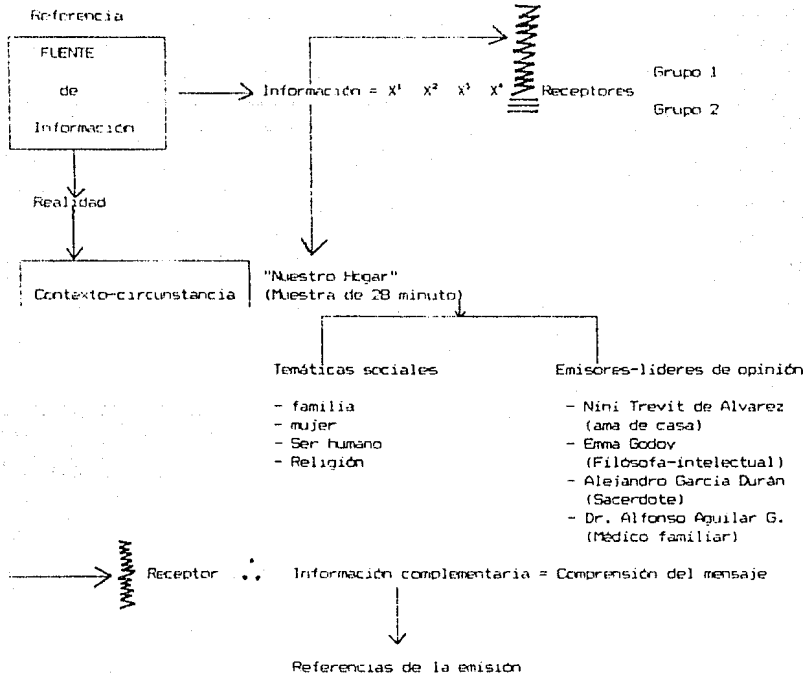 Referencia
FUENTE
de
Información
Información = X¹ X² X³ X⁴ Receptores
Grupo 1
Grupo 2
Realidad
Contexto-circunstancia
"Nuestro Hogar"
(Muestra de 28 minuto)
Temáticas sociales
- familia
- mujer
- Ser humano
- Religión
Emisores-lideres de opinión
- Nini Trevit de Alvarez
(ama de casa)
- Emma Godoy
(Filósofa-intelectual)
- Alejandro Garcia Durán
(Sacerdote)
- Dr. Alfonso Aguilar G.
(Médico familiar)
Receptor ∴ Información complementaria = Comprensión del mensaje
Referencias de la emisión